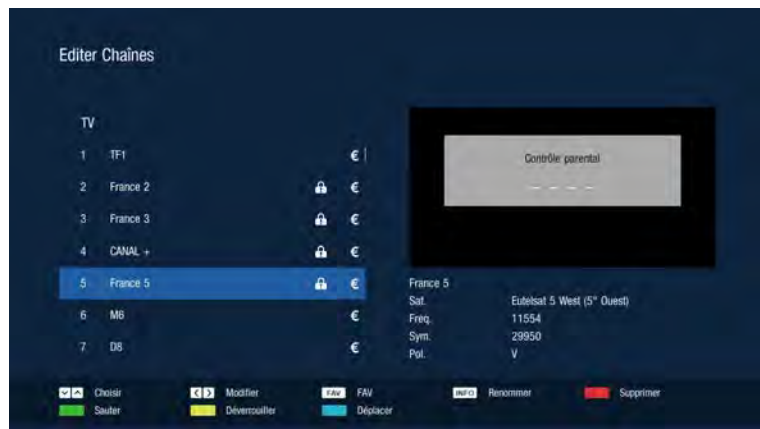 Editer Chaînes
TV
1 TF1 €
2 France 2 €
3 France 3 €
4 CANAL + €
5 France 5 €
6 M6 €
7 D8 €
Contrôle parental
_ _ _ _
France 5
Sat. Eutelsat 5 West (5° Ouest)
Freq. 11554
Sym. 29950
Pol. V
Choisir Modifier FAV FAV INFO Renommer Supprimer
Sauter Déverrouiller Déplacer